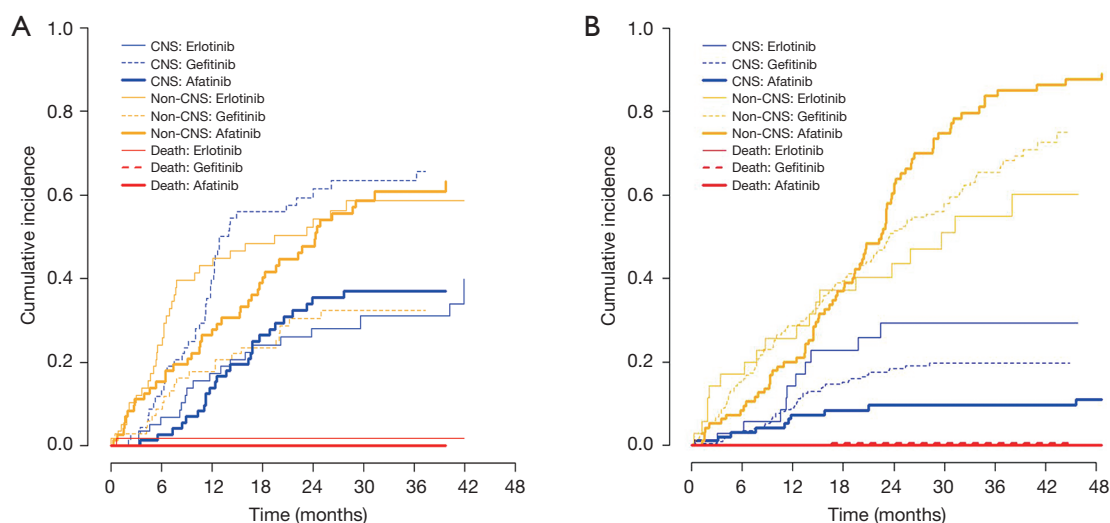 A
1.0
0.8
0.6
0.4
0.2
0.0
Cumulative incidence
CNS: Erlotinib
CNS: Gefitinib
CNS: Afatinib
Non-CNS: Erlotinib
Non-CNS: Gefitinib
Non-CNS: Afatinib
Death: Erlotinib
Death: Gefitinib
Death: Afatinib
0 6 12 18 24 30 36 42 48
Time (months)
B
1.0
0.8
0.6
0.4
0.2
0.0
Cumulative incidence
CNS: Erlotinib
CNS: Gefitinib
CNS: Afatinib
Non-CNS: Erlotinib
Non-CNS: Gefitinib
Non-CNS: Afatinib
Death: Erlotinib
Death: Gefitinib
Death: Afatinib
0 6 12 18 24 30 36 42 48
Time (months)